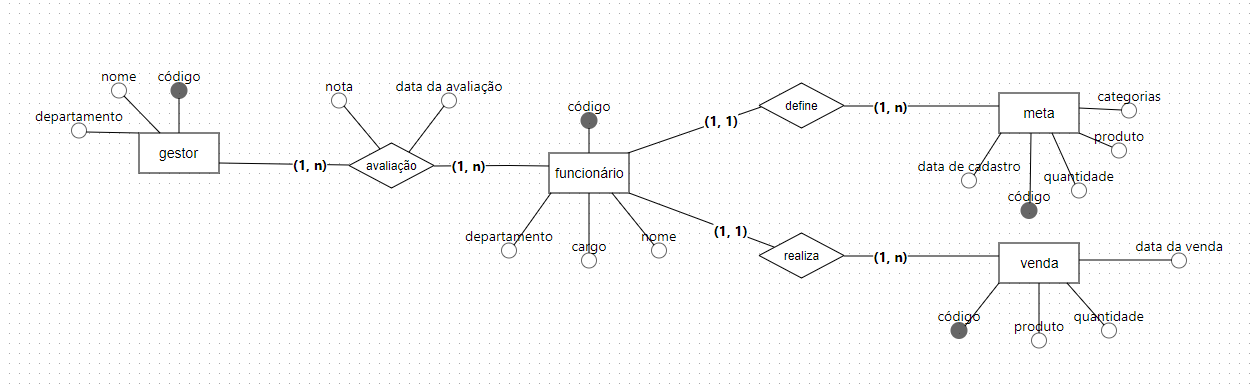 nome
código
departamento
gestor
(1, n)
nota
data da avaliação
avaliação
(1, n)
código
funcionário
departamento
cargo
nome
(1, 1)
define
(1, n)
meta
categorias
produto
quantidade
código
data de cadastro
(1, 1)
realiza
(1, n)
venda
data da venda
código
produto
quantidade